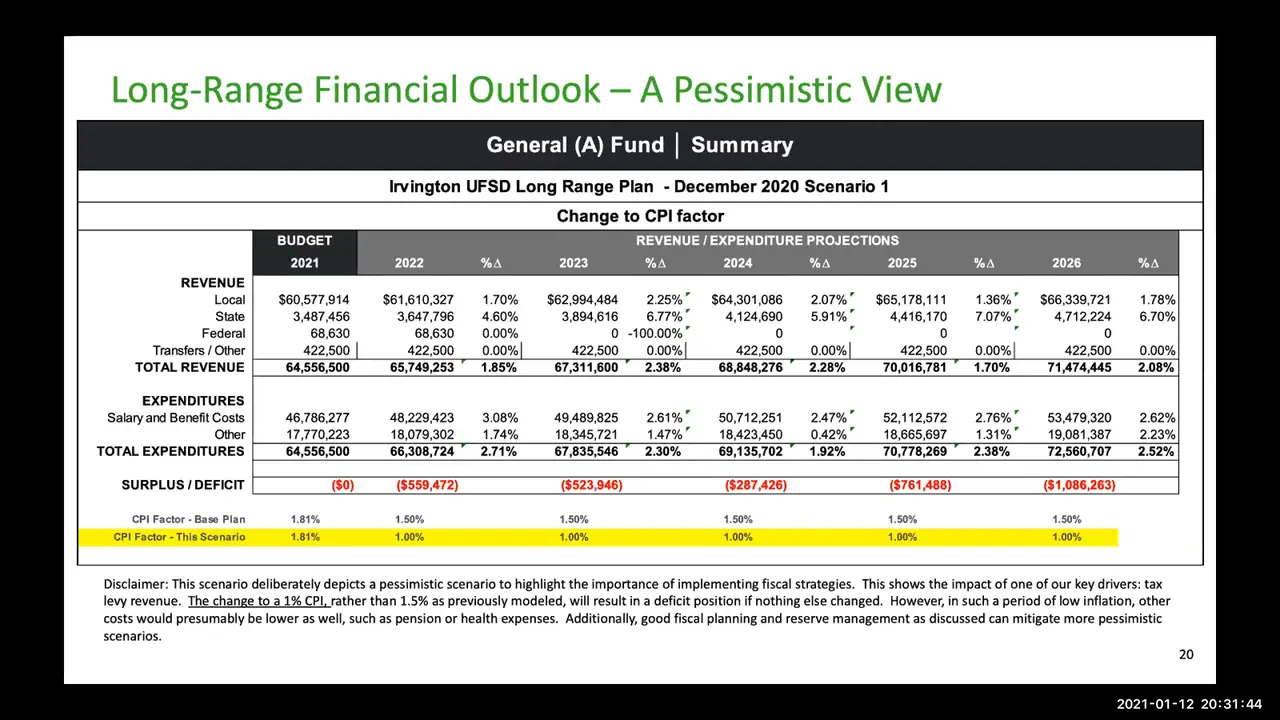 Long-Range Financial Outlook – A Pessimistic View
General (A) Fund | Summary
Irvington UFSD Long Range Plan - December 2020 Scenario 1
Change to CPI factor
BUDGET REVENUE / EXPENDITURE PROJECTIONS
2021 2022 %∆ 2023 %∆ 2024 %∆ 2025 %∆ 2026 %∆
REVENUE
Local $60,577,914 $61,610,327 1.70% $62,994,484 2.25% $64,301,086 2.07% $65,178,111 1.36% $66,339,721 1.78%
State 3,487,456 3,647,796 4.60% 3,894,616 6.77% 4,124,690 5.91% 4,416,170 7.07% 4,712,224 6.70%
Federal 68,630 68,630 0.00% 0 -100.00% 0 0 0
Transfers / Other 422,500 422,500 0.00% 422,500 0.00% 422,500 0.00% 422,500 0.00% 422,500 0.00%
TOTAL REVENUE 64,556,500 65,749,253 1.85% 67,311,600 2.38% 68,848,276 2.28% 70,016,781 1.70% 71,474,445 2.08%
EXPENDITURES
Salary and Benefit Costs 46,786,277 48,229,423 3.08% 49,489,825 2.61% 50,712,251 2.47% 52,112,572 2.76% 53,479,320 2.62%
Other 17,770,223 18,079,302 1.74% 18,345,721 1.47% 18,423,450 0.42% 18,665,697 1.31% 19,081,387 2.23%
TOTAL EXPENDITURES 64,556,500 66,308,724 2.71% 67,835,546 2.30% 69,135,702 1.92% 70,778,269 2.38% 72,560,707 2.52%
SURPLUS / DEFICIT ($0) ($559,472) ($523,946) ($287,426) ($761,488) ($1,086,263)
CPI Factor - Base Plan 1.81% 1.50% 1.50% 1.50% 1.50% 1.50%
CPI Factor - This Scenario 1.81% 1.00% 1.00% 1.00% 1.00% 1.00%
Disclaimer: This scenario deliberately depicts a pessimistic scenario to highlight the importance of implementing fiscal strategies. This shows the impact of one of our key drivers: tax
levy revenue. The change to a 1% CPI, rather than 1.5% as previously modeled, will result in a deficit position if nothing else changed. However, in such a period of low inflation, other
costs would presumably be lower as well, such as pension or health expenses. Additionally, good fiscal planning and reserve management as discussed can mitigate more pessimistic
scenarios.
20
2021-01-12 20:31:44